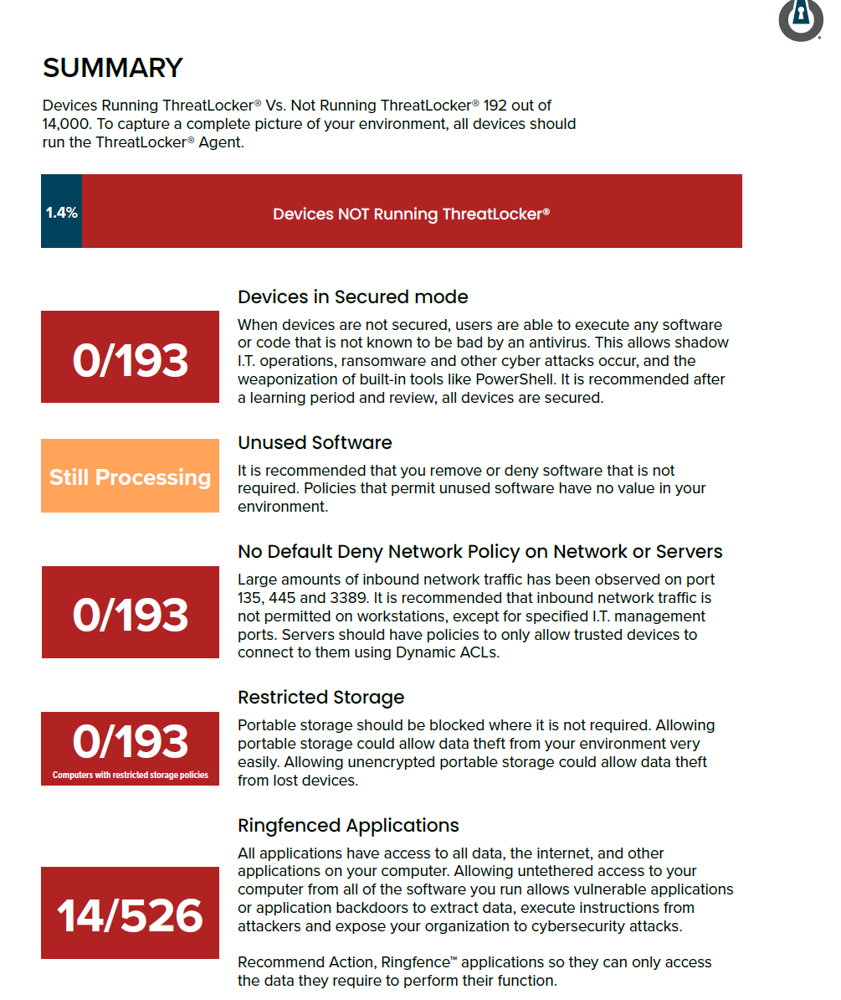 SUMMARY
Devices Running ThreatLocker® Vs. Not Running ThreatLocker® 192 out of
14,000. To capture a complete picture of your environment, all devices should
run the ThreatLocker® Agent.
1.4%
Devices NOT Running ThreatLocker®
Devices in Secured mode
0/193
When devices are not secured, users are able to execute any software
or code that is not known to be bad by an antivirus. This allows shadow
I.T. operations, ransomware and other cyber attacks occur, and the
weaponization of built-in tools like PowerShell. It is recommended after
a learning period and review, all devices are secured.
Unused Software
Still Processing
It is recommended that you remove or deny software that is not
required. Policies that permit unused software have no value in your
environment.
No Default Deny Network Policy on Network or Servers
0/193
Large amounts of inbound network traffic has been observed on port
135, 445 and 3389. It is recommended that inbound network traffic is
not permitted on workstations, except for specified I.T. management
ports. Servers should have policies to only allow trusted devices to
connect to them using Dynamic ACLs.
Restricted Storage
0/193
Computers with restricted storage policies
Portable storage should be blocked where it is not required. Allowing
portable storage could allow data theft from your environment very
easily. Allowing unencrypted portable storage could allow data theft
from lost devices.
Ringfenced Applications
14/526
All applications have access to all data, the internet, and other
applications on your computer. Allowing untethered access to your
computer from all of the software you run allows vulnerable applications
or application backdoors to extract data, execute instructions from
attackers and expose your organization to cybersecurity attacks.
Recommend Action, Ringfence™ applications so they can only access
the data they require to perform their function.